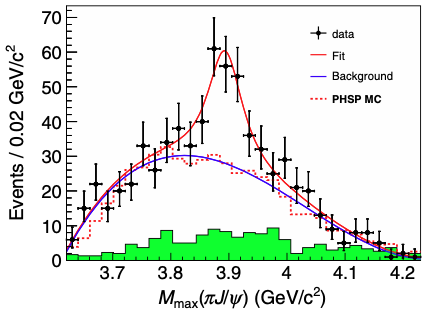 Events / 0.02 GeV/c²
70
60
50
40
30
20
10
0
data
Fit
Background
PHSP MC
3.7 3.8 3.9 4 4.1 4.2
M_max(πJ/ψ) (GeV/c²)